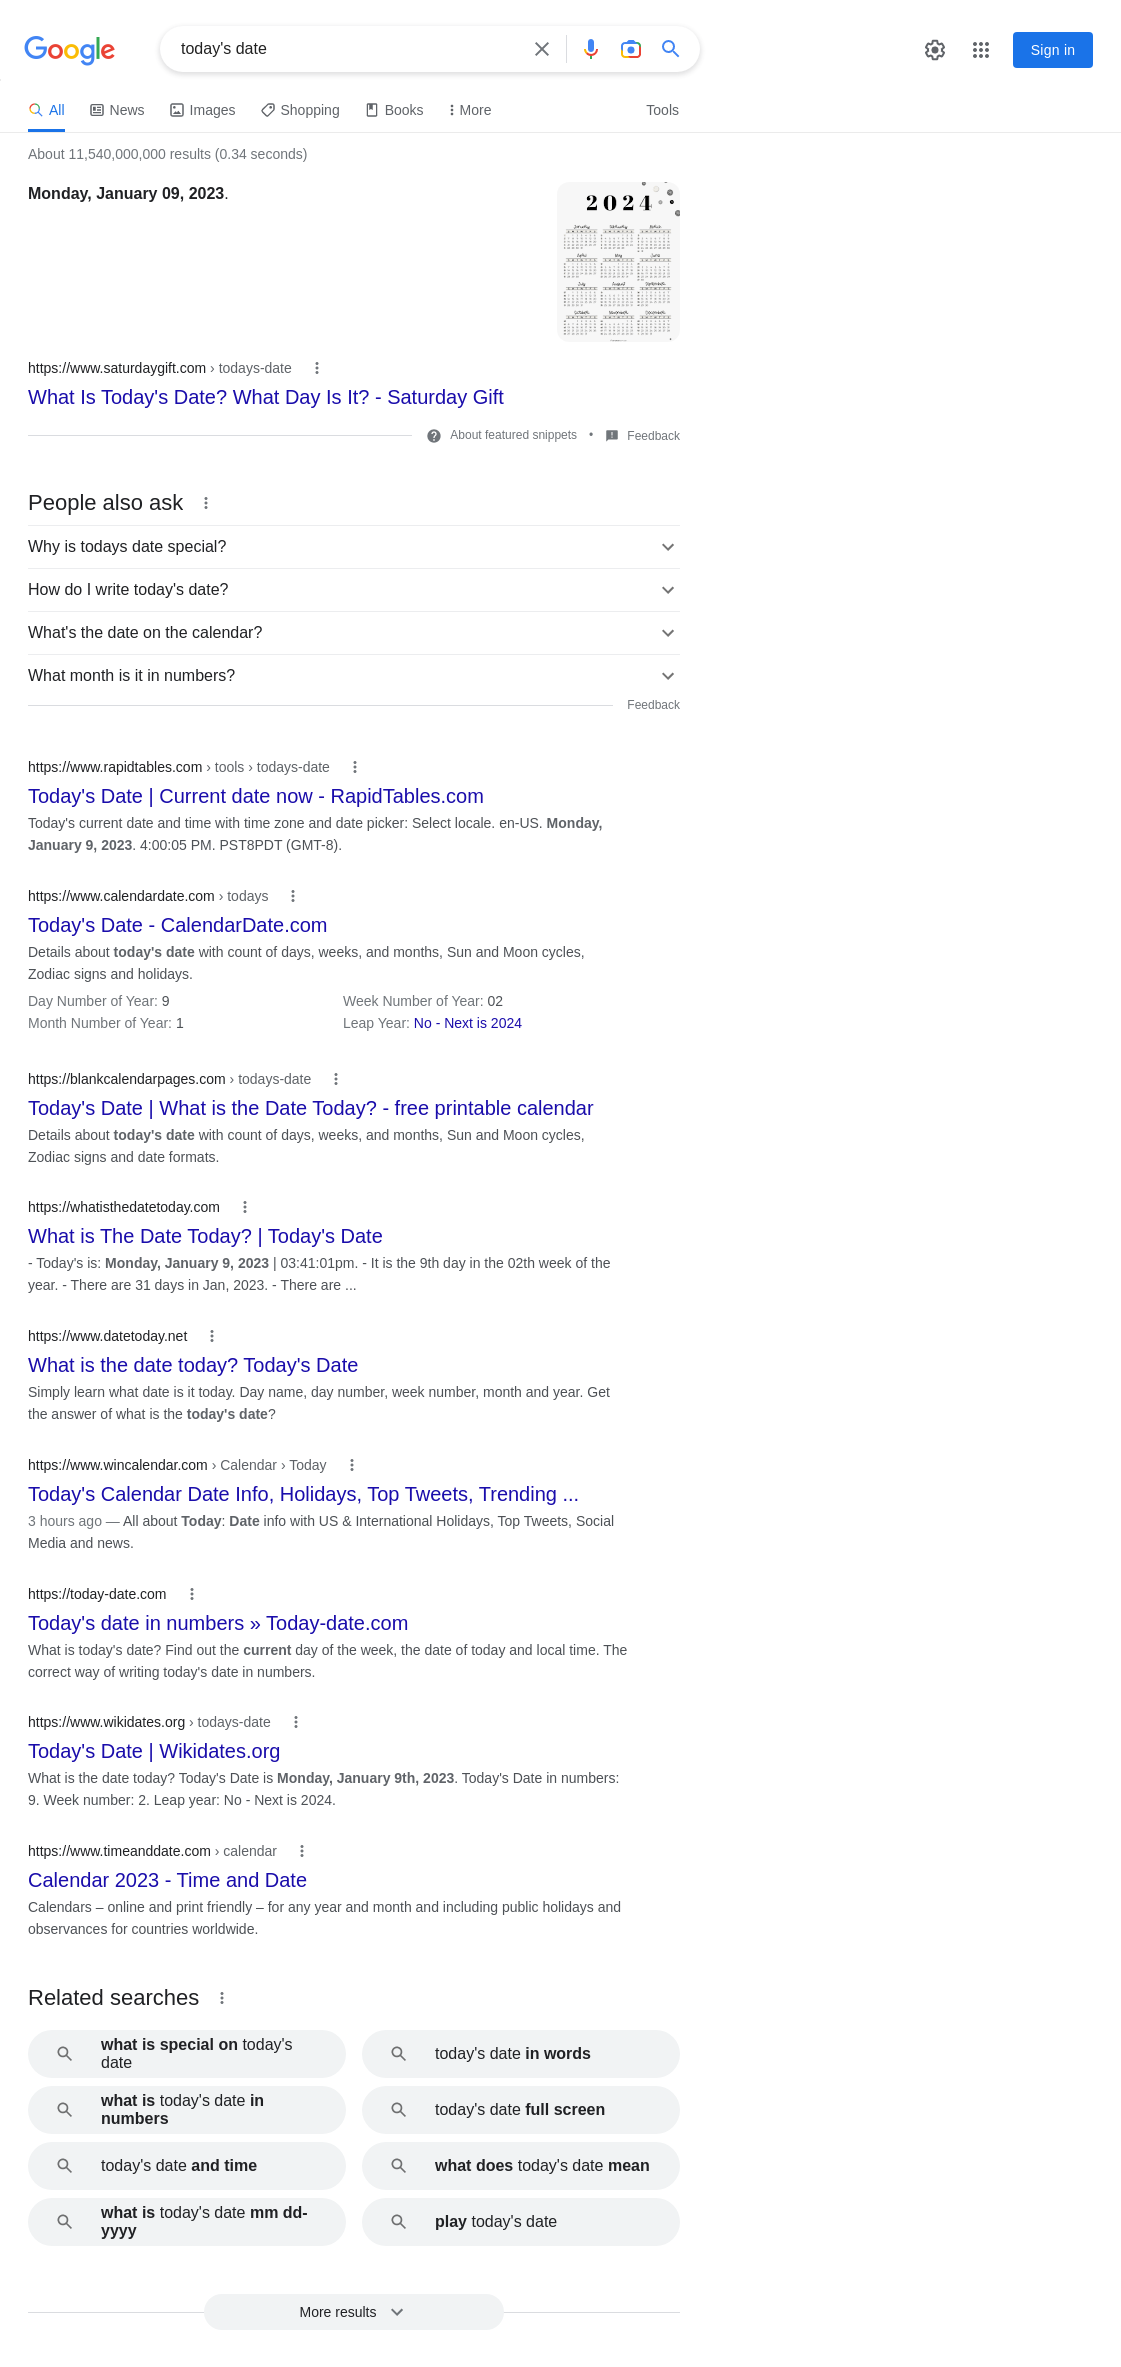 Google
today's date
Sign in
All
News
Images
Shopping
Books
More
Tools
About 11,540,000,000 results (0.34 seconds)
Monday, January 09, 2023.
2024
https://www.saturdaygift.com › todays-date
What Is Today's Date? What Day Is It? - Saturday Gift
About featured snippets • Feedback
People also ask
Why is todays date special?
How do I write today's date?
What's the date on the calendar?
What month is it in numbers?
Feedback
https://www.rapidtables.com › tools › todays-date
Today's Date | Current date now - RapidTables.com
Today's current date and time with time zone and date picker: Select locale. en-US. Monday,
January 9, 2023. 4:00:05 PM. PST8PDT (GMT-8).
https://www.calendardate.com › todays
Today's Date - CalendarDate.com
Details about today's date with count of days, weeks, and months, Sun and Moon cycles,
Zodiac signs and holidays.
Day Number of Year: 9
Week Number of Year: 02
Month Number of Year: 1
Leap Year: No - Next is 2024
https://blankcalendarpages.com › todays-date
Today's Date | What is the Date Today? - free printable calendar
Details about today's date with count of days, weeks, and months, Sun and Moon cycles,
Zodiac signs and date formats.
https://whatisthedatetoday.com
What is The Date Today? | Today's Date
- Today's is: Monday, January 9, 2023 | 03:41:01pm. - It is the 9th day in the 02th week of the
year. - There are 31 days in Jan, 2023. - There are ...
https://www.datetoday.net
What is the date today? Today's Date
Simply learn what date is it today. Day name, day number, week number, month and year. Get
the answer of what is the today's date?
https://www.wincalendar.com › Calendar › Today
Today's Calendar Date Info, Holidays, Top Tweets, Trending ...
3 hours ago — All about Today: Date info with US & International Holidays, Top Tweets, Social
Media and news.
https://today-date.com
Today's date in numbers » Today-date.com
What is today's date? Find out the current day of the week, the date of today and local time. The
correct way of writing today's date in numbers.
https://www.wikidates.org › todays-date
Today's Date | Wikidates.org
What is the date today? Today's Date is Monday, January 9th, 2023. Today's Date in numbers:
9. Week number: 2. Leap year: No - Next is 2024.
https://www.timeanddate.com › calendar
Calendar 2023 - Time and Date
Calendars – online and print friendly – for any year and month and including public holidays and
observances for countries worldwide.
Related searches
what is special on today's
date
today's date in words
what is today's date in
numbers
today's date full screen
today's date and time
what does today's date mean
what is today's date mm dd-
yyyy
play today's date
More results